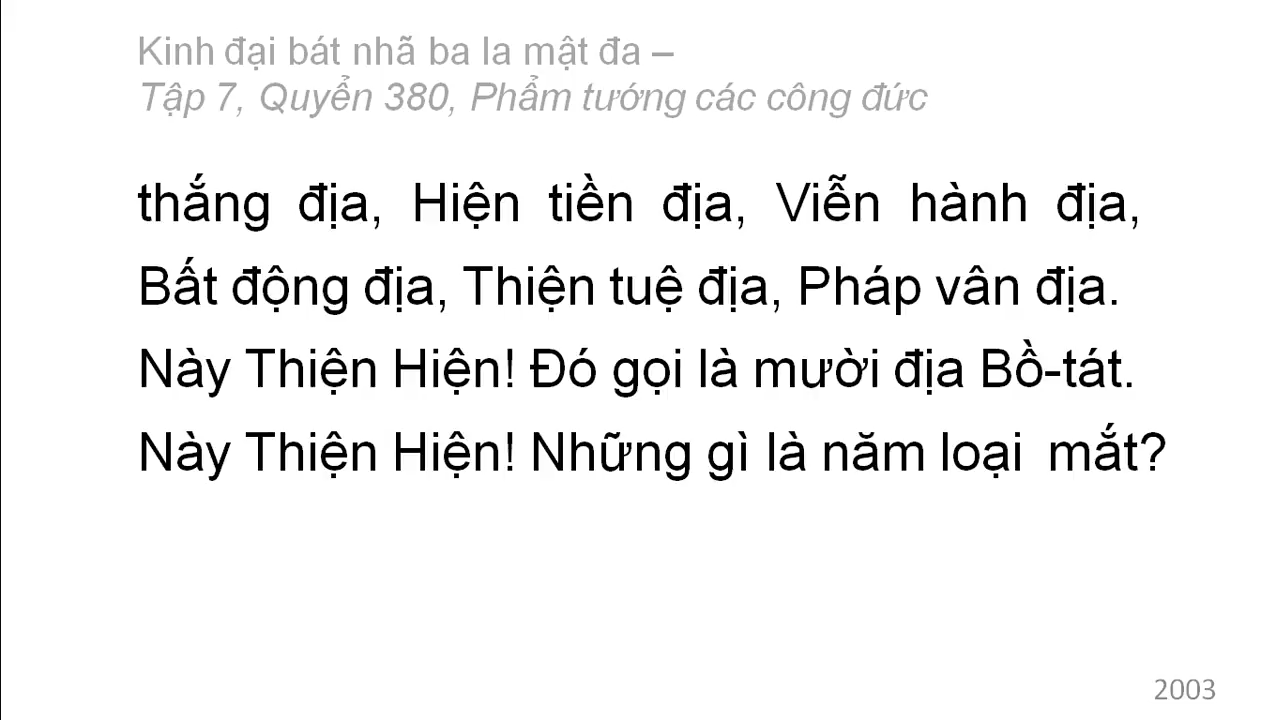 Kinh đại bát nhã ba la mật đa –
Tập 7, Quyển 380, Phẩm tướng các công đức
thắng địa, Hiện tiền địa, Viễn hành địa,
Bất động địa, Thiện tuệ địa, Pháp vân địa.
Này Thiện Hiện! Đó gọi là mười địa Bồ-tát.
Này Thiện Hiện! Những gì là năm loại mắt?
2003